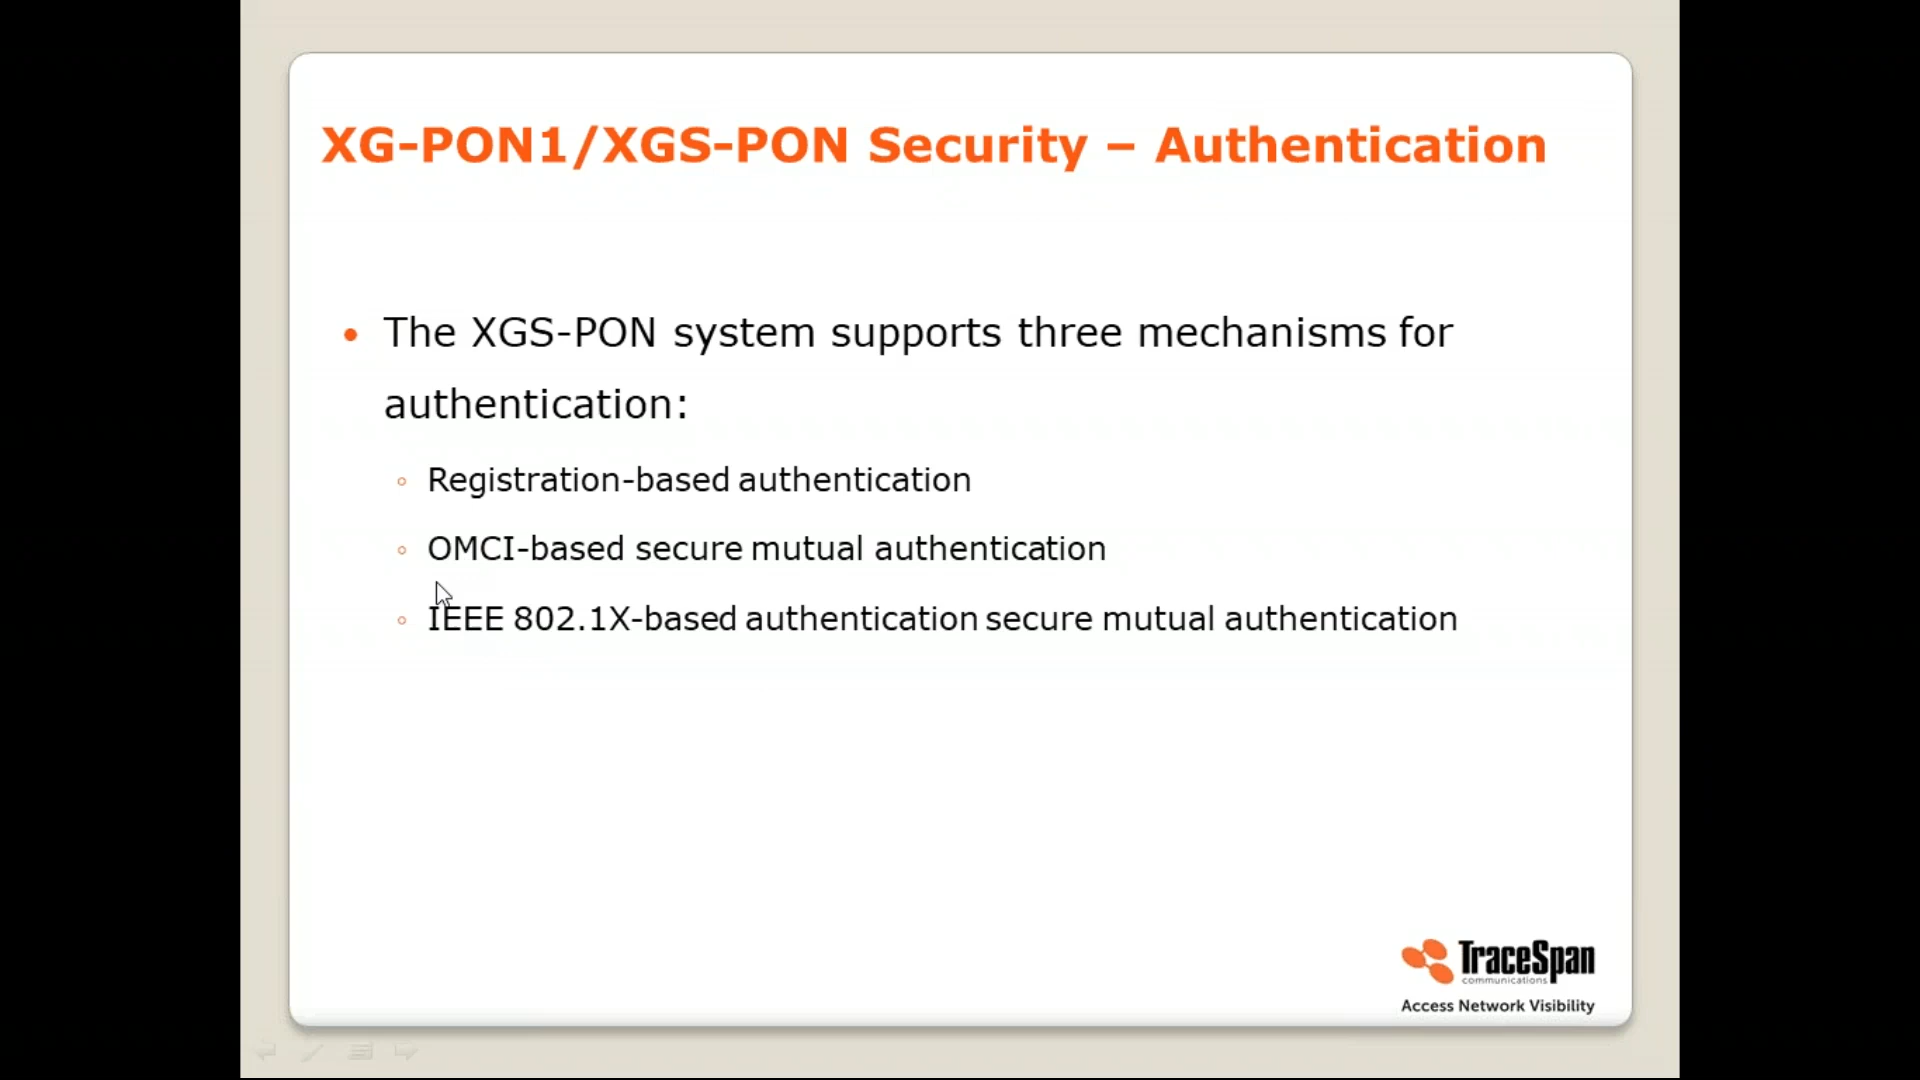 XG-PON1/XGS-PON Security – Authentication
• The XGS-PON system supports three mechanisms for
authentication:
◦ Registration-based authentication
◦ OMCI-based secure mutual authentication
◦ IEEE 802.1X-based authentication secure mutual authentication
TraceSpan
communications
Access Network Visibility